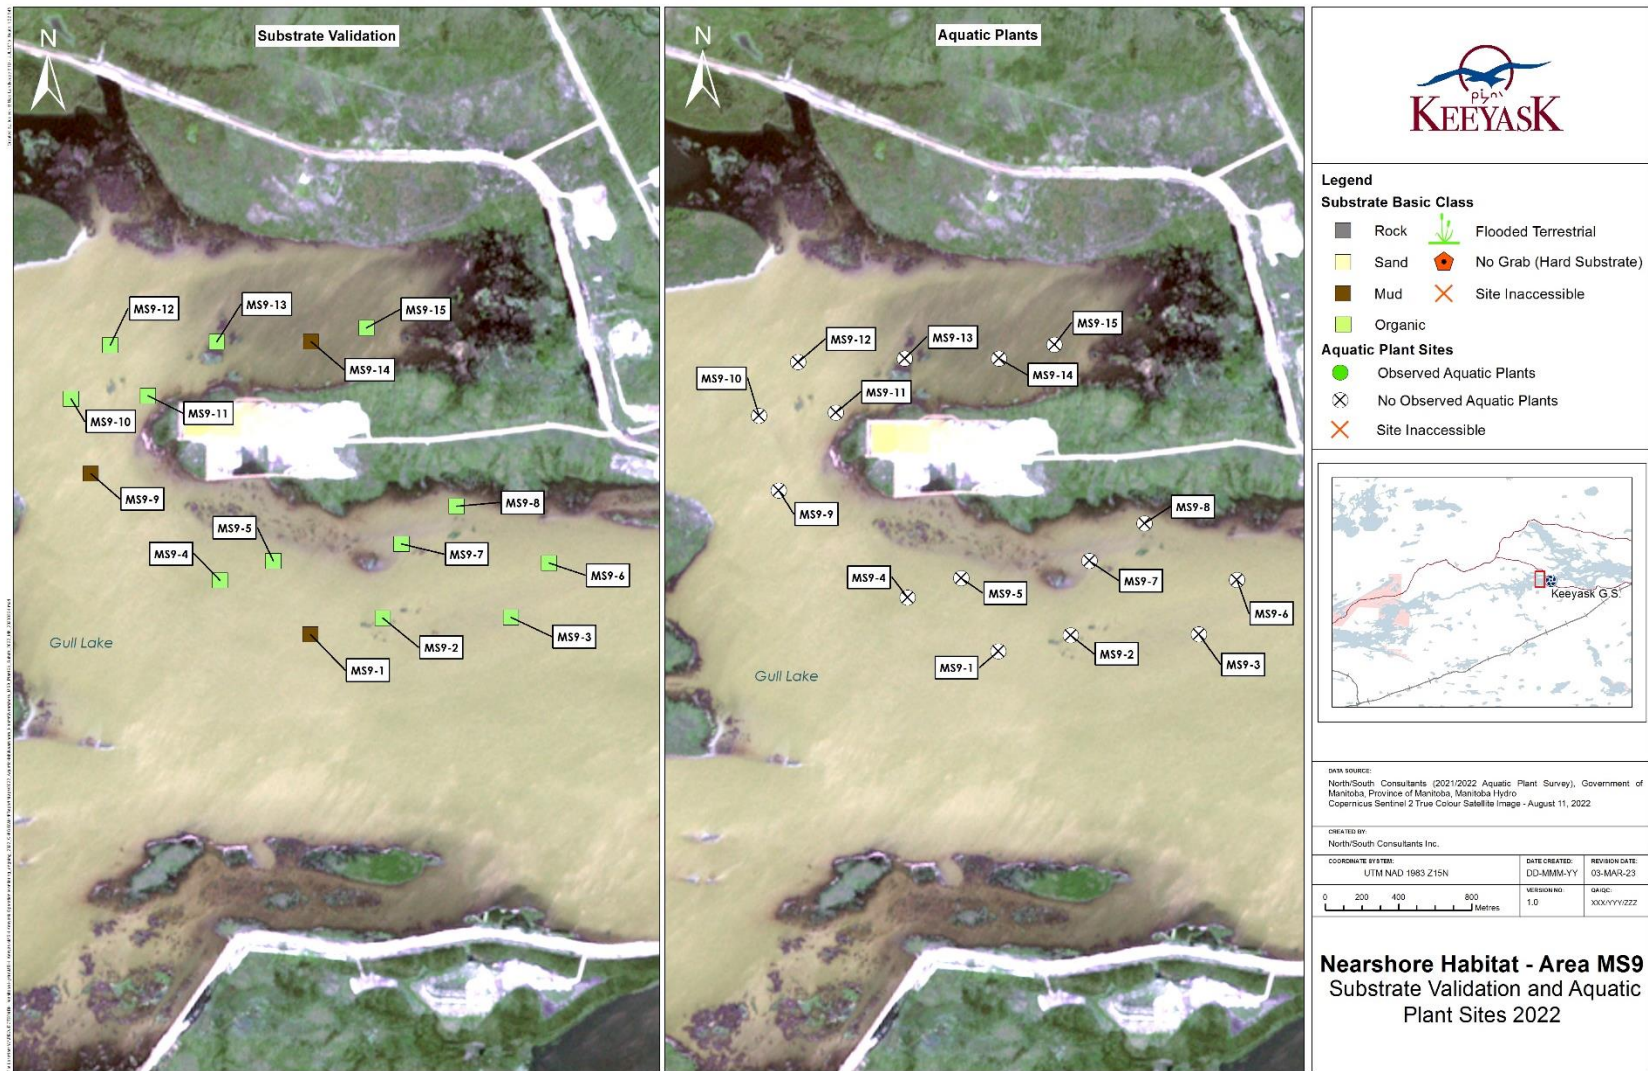 Substrate Validation
N
MS9-12
MS9-13
MS9-15
MS9-14
MS9-10
MS9-11
MS9-9
MS9-8
MS9-5
MS9-4
MS9-7
MS9-6
MS9-2
MS9-3
MS9-1
Gull Lake
Aquatic Plants
N
MS9-12
MS9-13
MS9-15
MS9-14
MS9-10
MS9-11
MS9-9
MS9-8
MS9-4
MS9-5
MS9-7
MS9-6
MS9-1
MS9-2
MS9-3
Gull Lake
KEEYASK
Legend
Substrate Basic Class
Rock
Flooded Terrestrial
Sand
No Grab (Hard Substrate)
Mud
Site Inaccessible
Organic
Aquatic Plant Sites
Observed Aquatic Plants
No Observed Aquatic Plants
Site Inaccessible
Keeyask G.S.
DATA SOURCE:
North/South Consultants (2021/2022 Aquatic Plant Survey), Government of
Manitoba, Province of Manitoba, Manitoba Hydro
Copernicus Sentinel 2 True Colour Satellite Image - August 11, 2022
CREATED BY:
North/South Consultants Inc.
COORDINATE SYSTEM:
UTM NAD 1983 Z15N
DATE CREATED:
DD-MMM-YY
REVISION DATE:
03-MAR-23
0 200 400 800
Metres
VERSION NO:
1.0
QA/QC:
XXX/YYY/ZZZ
Nearshore Habitat - Area MS9
Substrate Validation and Aquatic
Plant Sites 2022